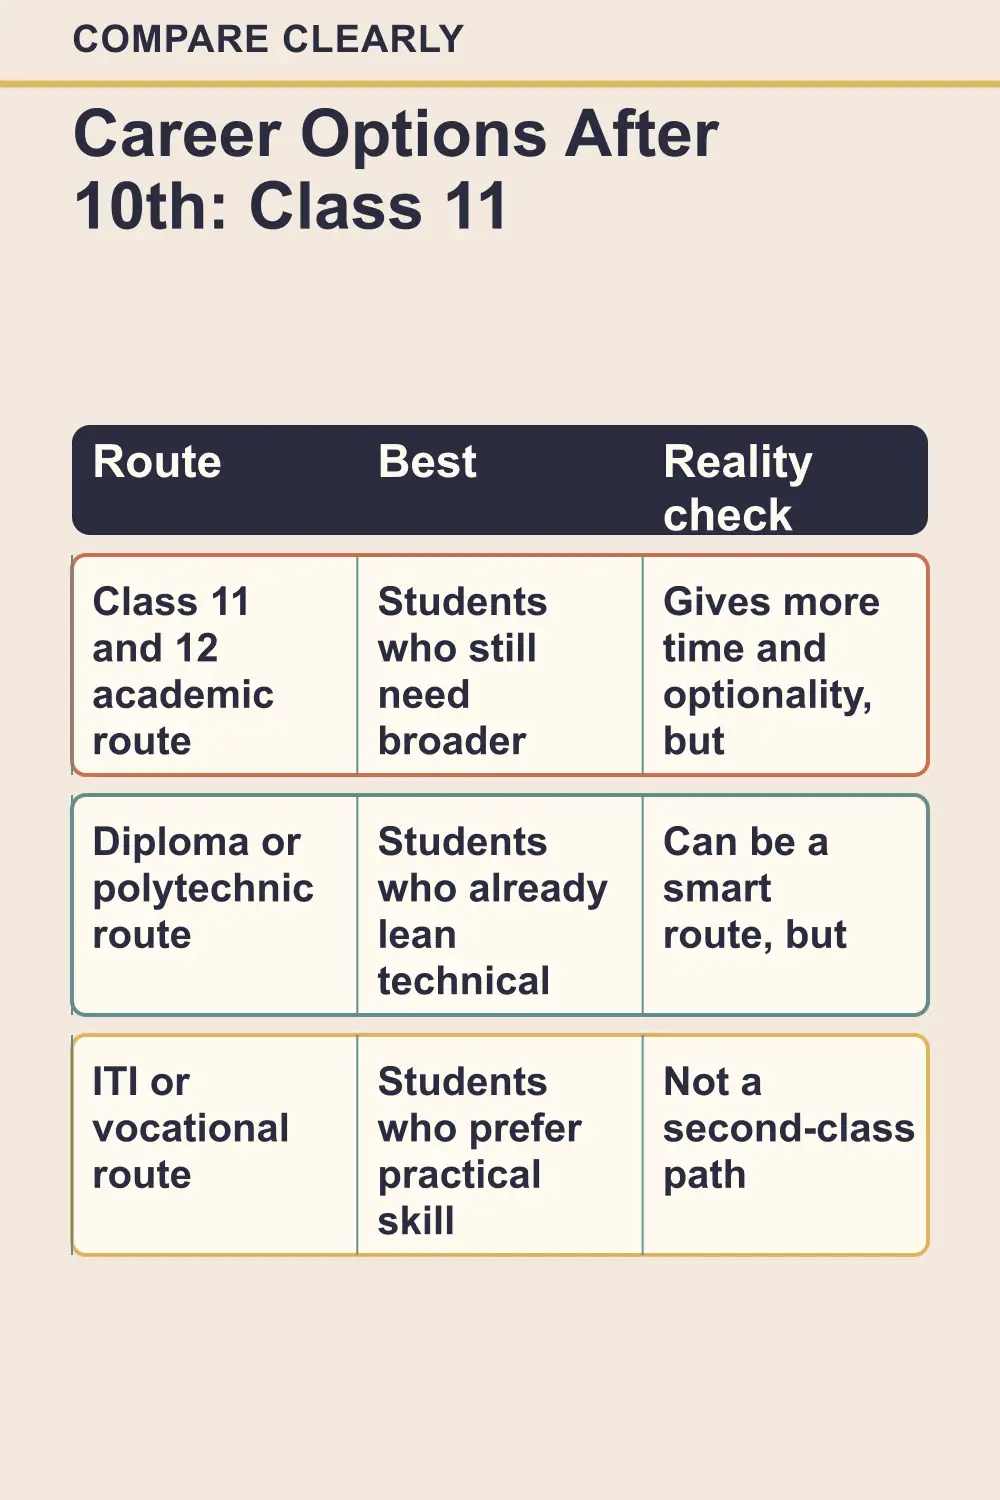 COMPARE CLEARLY
Career Options After
10th: Class 11
Route
Best
Reality
check
Class 11
and 12
academic
route
Students
who still
need
broader
Gives more
time and
optionality,
but
Diploma or
polytechnic
route
Students
who already
lean
technical
Can be a
smart
route, but
ITI or
vocational
route
Students
who prefer
practical
skill
Not a
second-class
path